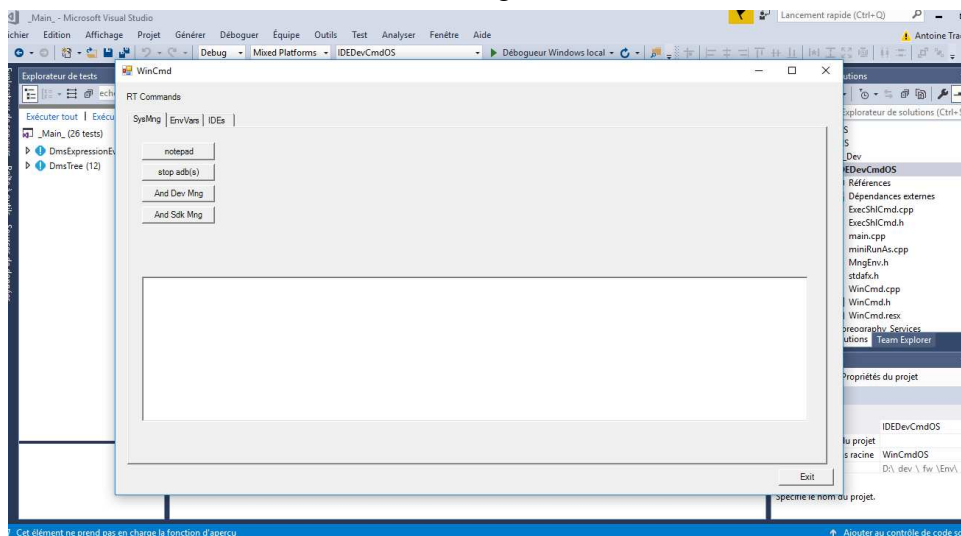 _Main_ - Microsoft Visual Studio
Lancement rapide (Ctrl+Q)
ichier Edition Affichage Projet Générer Déboguer Équipe Outils Test Analyser Fenêtre Aide
Antoine Tra
Debug Mixed Platforms IDEDevCmdOS Débogueur Windows local
Explorateur de tests
ech
Exécuter tout Exécu
_Main_ (26 tests)
DmsExpressionEv
DmsTree (12)
WinCmd
RT Commands
SysMng EnvVars IDEs
notepad
stop adb(s)
And Dev Mng
And Sdk Mng
Exit
utions
xplorateur de solutions (Ctrl+$
S
S
_Dev
EDevCmdOS
Références
Dépendances externes
ExecShlCmd.cpp
ExecShlCmd.h
main.cpp
miniRunAs.cpp
MngEnv.h
stdafx.h
WinCmd.cpp
WinCmd.h
WinCmd.resx
oreography Services
utions Team Explorer
Propriétés du projet
IDEDevCmdOS
u projet
s racine WinCmdOS
D:\ dev \ fw \Env\
Spécifie le nom du projet.
Cet élément ne prend pas en charge la fonction d'aperçu
Ajouter au contrôle de code so